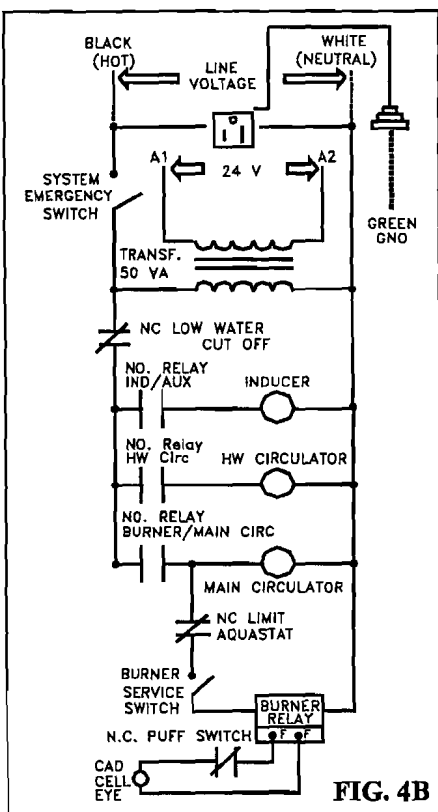 BLACK
(HOT)
WHITE
(NEUTRAL)
LINE
VOLTAGE
A1
24 V
A2
SYSTEM
EMERGENCY
SWITCH
GREEN
GNO
TRANSF.
50 VA
NC LOW WATER
CUT OFF
NO. RELAY
IND/AUX
INDUCER
NO. Relay
HW Circ
HW CIRCULATOR
NO. RELAY
BURNER/MAIN CIRC
MAIN CIRCULATOR
NC LIMIT
AQUASTAT
BURNER
SERVICE
SWITCH
BURNER
RELAY
F F
N.C. PUFF SWITCH
CAD
CELL
EYE
FIG. 4B